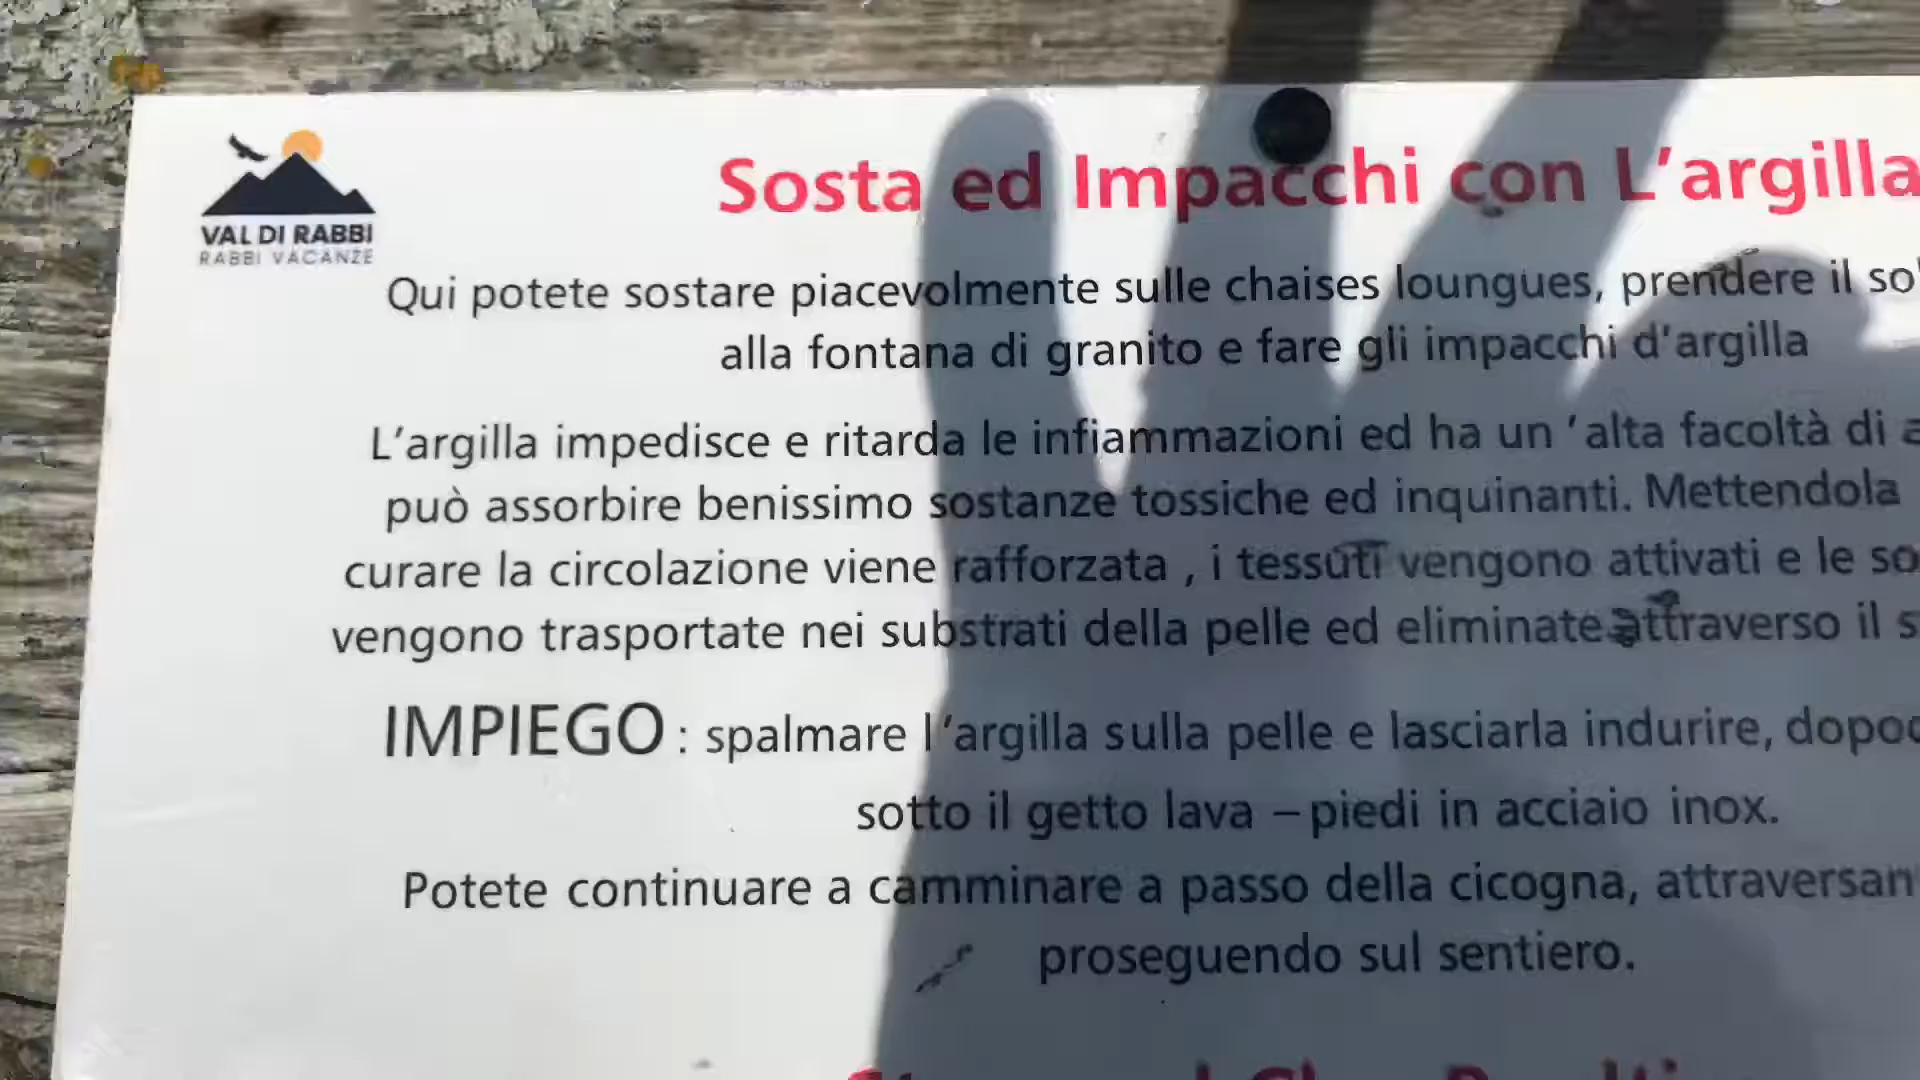 VAL DI RABBI
RABBI VACANZE
Sosta ed Impacchi con L'argilla
Qui potete sostare piacevolmente sulle chaises loungues, prendere il
alla fontana di granito e fare gli impacchi d'argilla
L'argilla impedisce e ritarda le infiammazioni ed ha un 'alta facoltà di
può assorbire benissimo sostanze tossiche ed inquinanti. Mettendola
curare la circolazione viene rafforzata , i tessuti vengono attivati e le
vengono trasportate nei substrati della pelle ed eliminate attraverso il
IMPIEGO : spalmare l'argilla sulla pelle e lasciarla indurire,
sotto il getto lava – piedi in acciaio inox.
Potete continuare a camminare a passo della cicogna,
proseguendo sul sentiero.